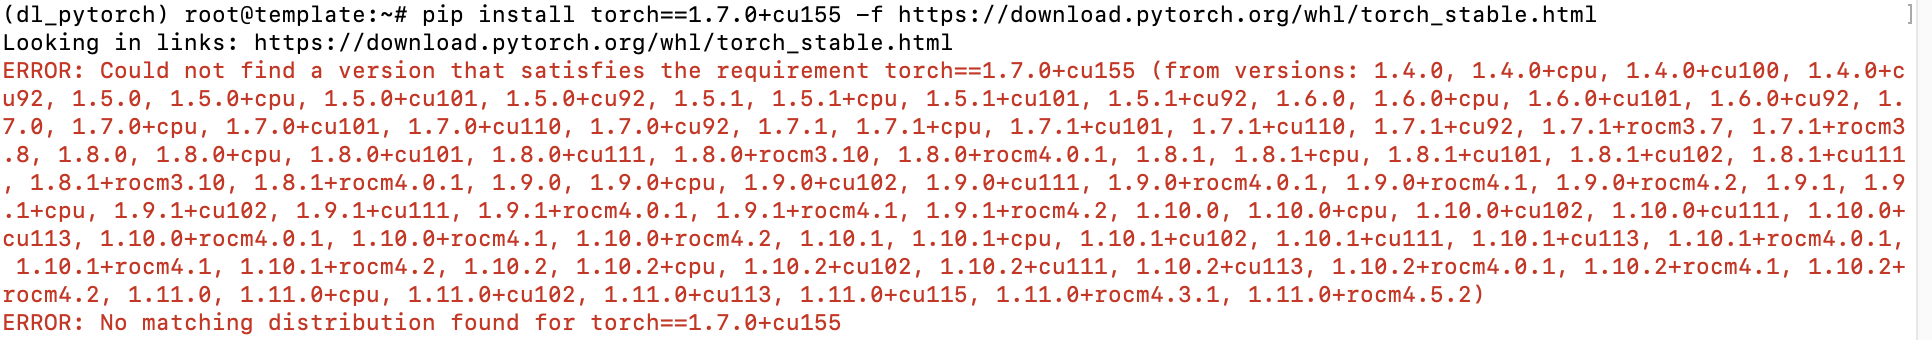 (dl_pytorch) root@template:~# pip install torch==1.7.0+cu155 -f https://download.pytorch.org/whl/torch_stable.html ]
Looking in links: https://download.pytorch.org/whl/torch_stable.html
ERROR: Could not find a version that satisfies the requirement torch==1.7.0+cu155 (from versions: 1.4.0, 1.4.0+cpu, 1.4.0+cu100, 1.4.0+c
u92, 1.5.0, 1.5.0+cpu, 1.5.0+cu101, 1.5.0+cu92, 1.5.1, 1.5.1+cpu, 1.5.1+cu101, 1.5.1+cu92, 1.6.0, 1.6.0+cpu, 1.6.0+cu101, 1.6.0+cu92, 1.
7.0, 1.7.0+cpu, 1.7.0+cu101, 1.7.0+cu110, 1.7.0+cu92, 1.7.1, 1.7.1+cpu, 1.7.1+cu101, 1.7.1+cu110, 1.7.1+cu92, 1.7.1+rocm3.7, 1.7.1+rocm3
.8, 1.8.0, 1.8.0+cpu, 1.8.0+cu101, 1.8.0+cu111, 1.8.0+rocm3.10, 1.8.0+rocm4.0.1, 1.8.1, 1.8.1+cpu, 1.8.1+cu101, 1.8.1+cu102, 1.8.1+cu111
, 1.8.1+rocm3.10, 1.8.1+rocm4.0.1, 1.9.0, 1.9.0+cpu, 1.9.0+cu102, 1.9.0+cu111, 1.9.0+rocm4.0.1, 1.9.0+rocm4.1, 1.9.0+rocm4.2, 1.9.1, 1.9
.1+cpu, 1.9.1+cu102, 1.9.1+cu111, 1.9.1+rocm4.0.1, 1.9.1+rocm4.1, 1.9.1+rocm4.2, 1.10.0, 1.10.0+cpu, 1.10.0+cu102, 1.10.0+cu111, 1.10.0+
cu113, 1.10.0+rocm4.0.1, 1.10.0+rocm4.1, 1.10.0+rocm4.2, 1.10.1, 1.10.1+cpu, 1.10.1+cu102, 1.10.1+cu111, 1.10.1+cu113, 1.10.1+rocm4.0.1,
 1.10.1+rocm4.1, 1.10.1+rocm4.2, 1.10.2, 1.10.2+cpu, 1.10.2+cu102, 1.10.2+cu111, 1.10.2+cu113, 1.10.2+rocm4.0.1, 1.10.2+rocm4.1, 1.10.2+
rocm4.2, 1.11.0, 1.11.0+cpu, 1.11.0+cu102, 1.11.0+cu113, 1.11.0+cu115, 1.11.0+rocm4.3.1, 1.11.0+rocm4.5.2)
ERROR: No matching distribution found for torch==1.7.0+cu155